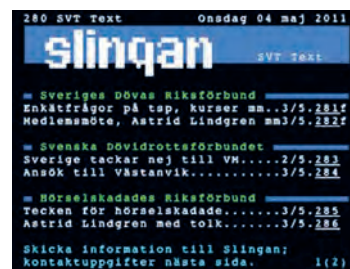 280 SVT Text Onsdag 04 maj 2011
slingan
SVT Text
Sveriges Dövas Riksförbund
Enkätfrågor på tsp, kurser mm..3/5.281f
Medlemsmöte, Astrid Lindgren mm3/5.282f
Svenska Dövidrottsförbundet
Sverige tackar nej till VM.....2/5.283
Ansök till Västanvik...........3/5.284
Hörselskadades Riksförbund
Tecken för hörselskadade.......3/5.285
Astrid Lindgren med tolk.......3/5.286
Skicka information till Slingan;
kontaktuppgifter nästa sida. 1(2)